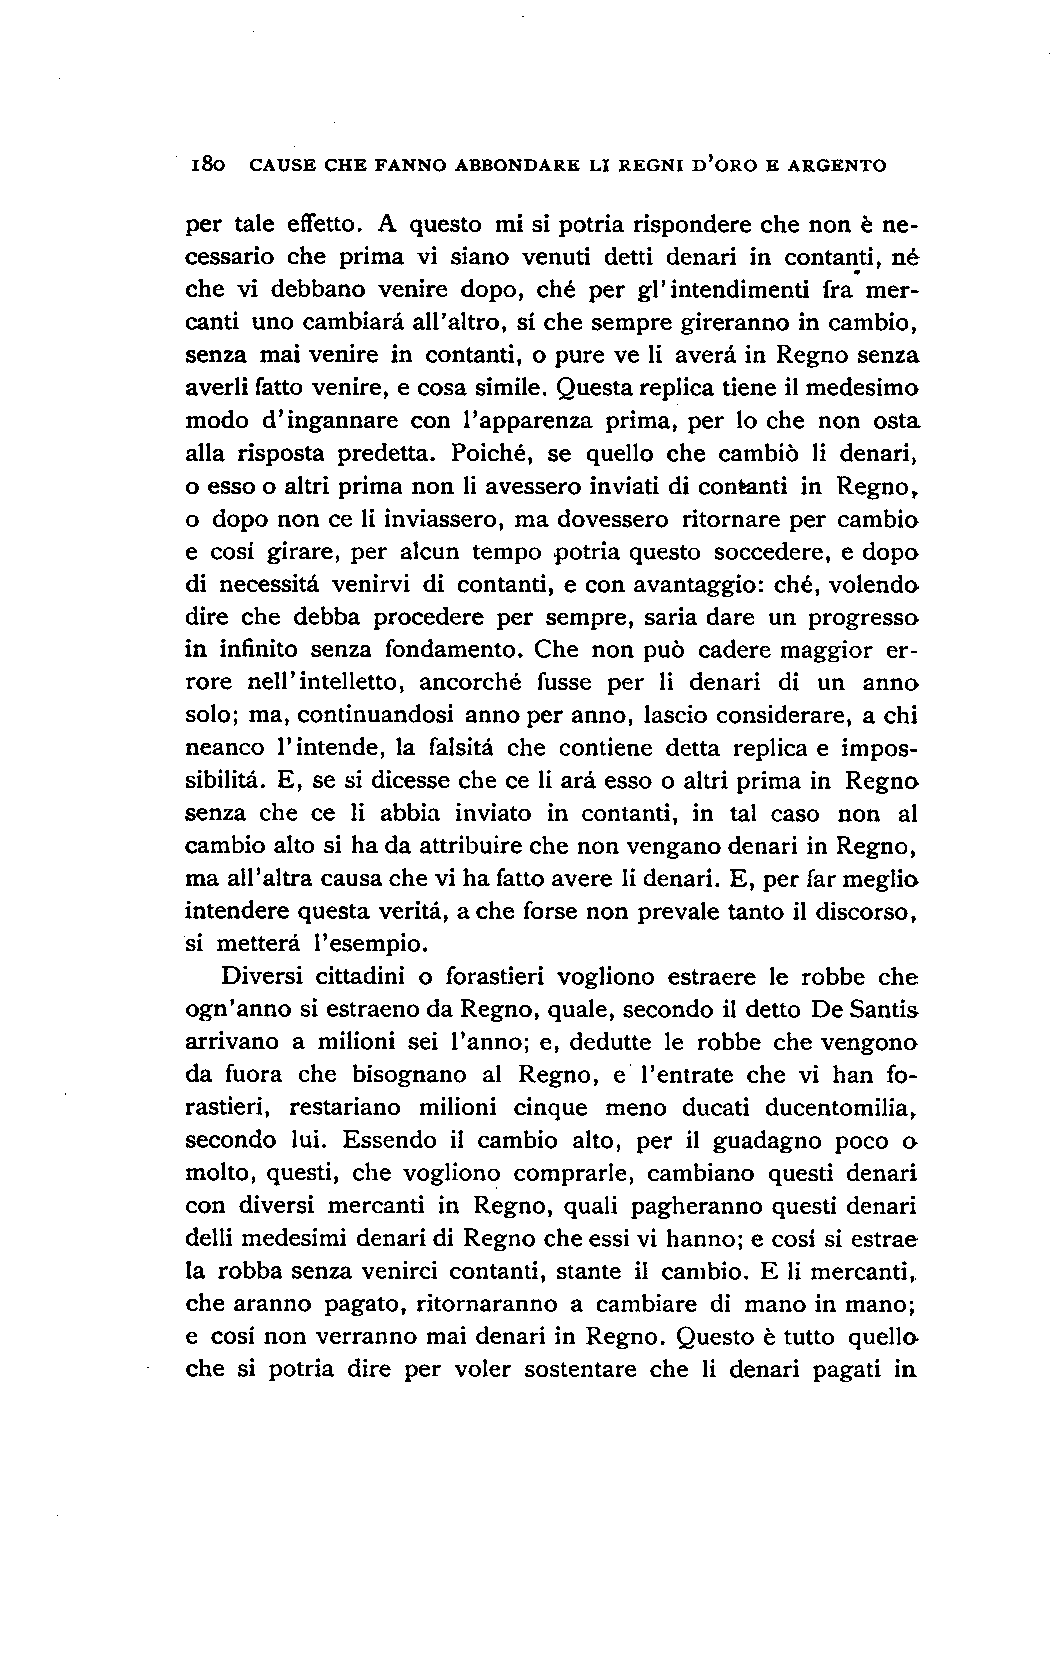 180 CAUSE CHE FANNO ABBONDARE LI REGNI D'ORO E ARGENTO
per tale effetto. A questo mi si potria rispondere che non è ne-
cessario che prima vi siano venuti detti denari in contanti, né
che vi debbano venire dopo, ché per gl'intendimenti fra mer-
canti uno cambiará all'altro, sí che sempre gireranno in cambio,
senza mai venire in contanti, o pure ve li averá in Regno senza
averli fatto venire, e cosa simile. Questa replica tiene il medesimo
modo d'ingannare con l'apparenza prima, per lo che non osta
alla risposta predetta. Poiché, se quello che cambiò li denari,
o esso o altri prima non li avessero inviati di contanti in Regno,
o dopo non ce li inviassero, ma dovessero ritornare per cambio
e cosí girare, per alcun tempo potria questo soccedere, e dopo
di necessitá venirvi di contanti, e con avantaggio: ché, volendo
dire che debba procedere per sempre, saria dare un progresso
in infinito senza fondamento. Che non può cadere maggior er-
rore nell'intelletto, ancorché fusse per li denari di un anno
solo; ma, continuandosi anno per anno, lascio considerare, a chi
neanco l'intende, la falsitá che contiene detta replica e impos-
sibilitá. E, se si dicesse che ce li ará esso o altri prima in Regno
senza che ce li abbia inviato in contanti, in tal caso non al
cambio alto si ha da attribuire che non vengano denari in Regno,
ma all'altra causa che vi ha fatto avere li denari. E, per far meglio
intendere questa veritá, a che forse non prevale tanto il discorso,
si metterá l'esempio.
Diversi cittadini o forastieri vogliono estraere le robbe che
ogn'anno si estraeno da Regno, quale, secondo il detto De Santis
arrivano a milioni sei l'anno; e, dedutte le robbe che vengono
da fuora che bisognano al Regno, e l'entrate che vi han fo-
rastieri, restariano milioni cinque meno ducati ducentomilia,
secondo lui. Essendo il cambio alto, per il guadagno poco o
molto, questi, che vogliono comprarle, cambiano questi denari
con diversi mercanti in Regno, quali pagheranno questi denari
delli medesimi denari di Regno che essi vi hanno; e cosí si estrae
la robba senza venirci contanti, stante il cambio. E li mercanti,
che aranno pagato, ritornaranno a cambiare di mano in mano;
e cosí non verranno mai denari in Regno. Questo è tutto quello
che si potria dire per voler sostentare che li denari pagati in